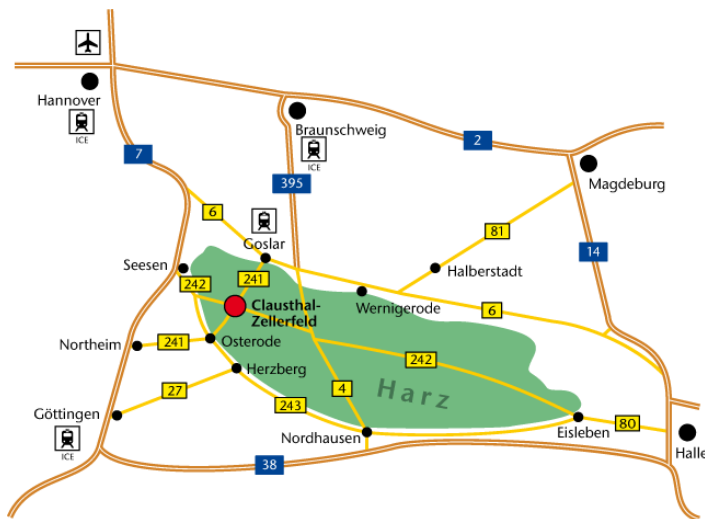 Hannover
ICE
Braunschweig
ICE
2
7
395
Magdeburg
6
Goslar
81
14
Seesen
242
241
Halberstadt
Clausthal-
Zellerfeld
Wernigerode
6
Northeim
241
Osterode
242
Herzberg
27
4
Harz
Göttingen
243
ICE
Nordhausen
Eisleben
80
Halle
38